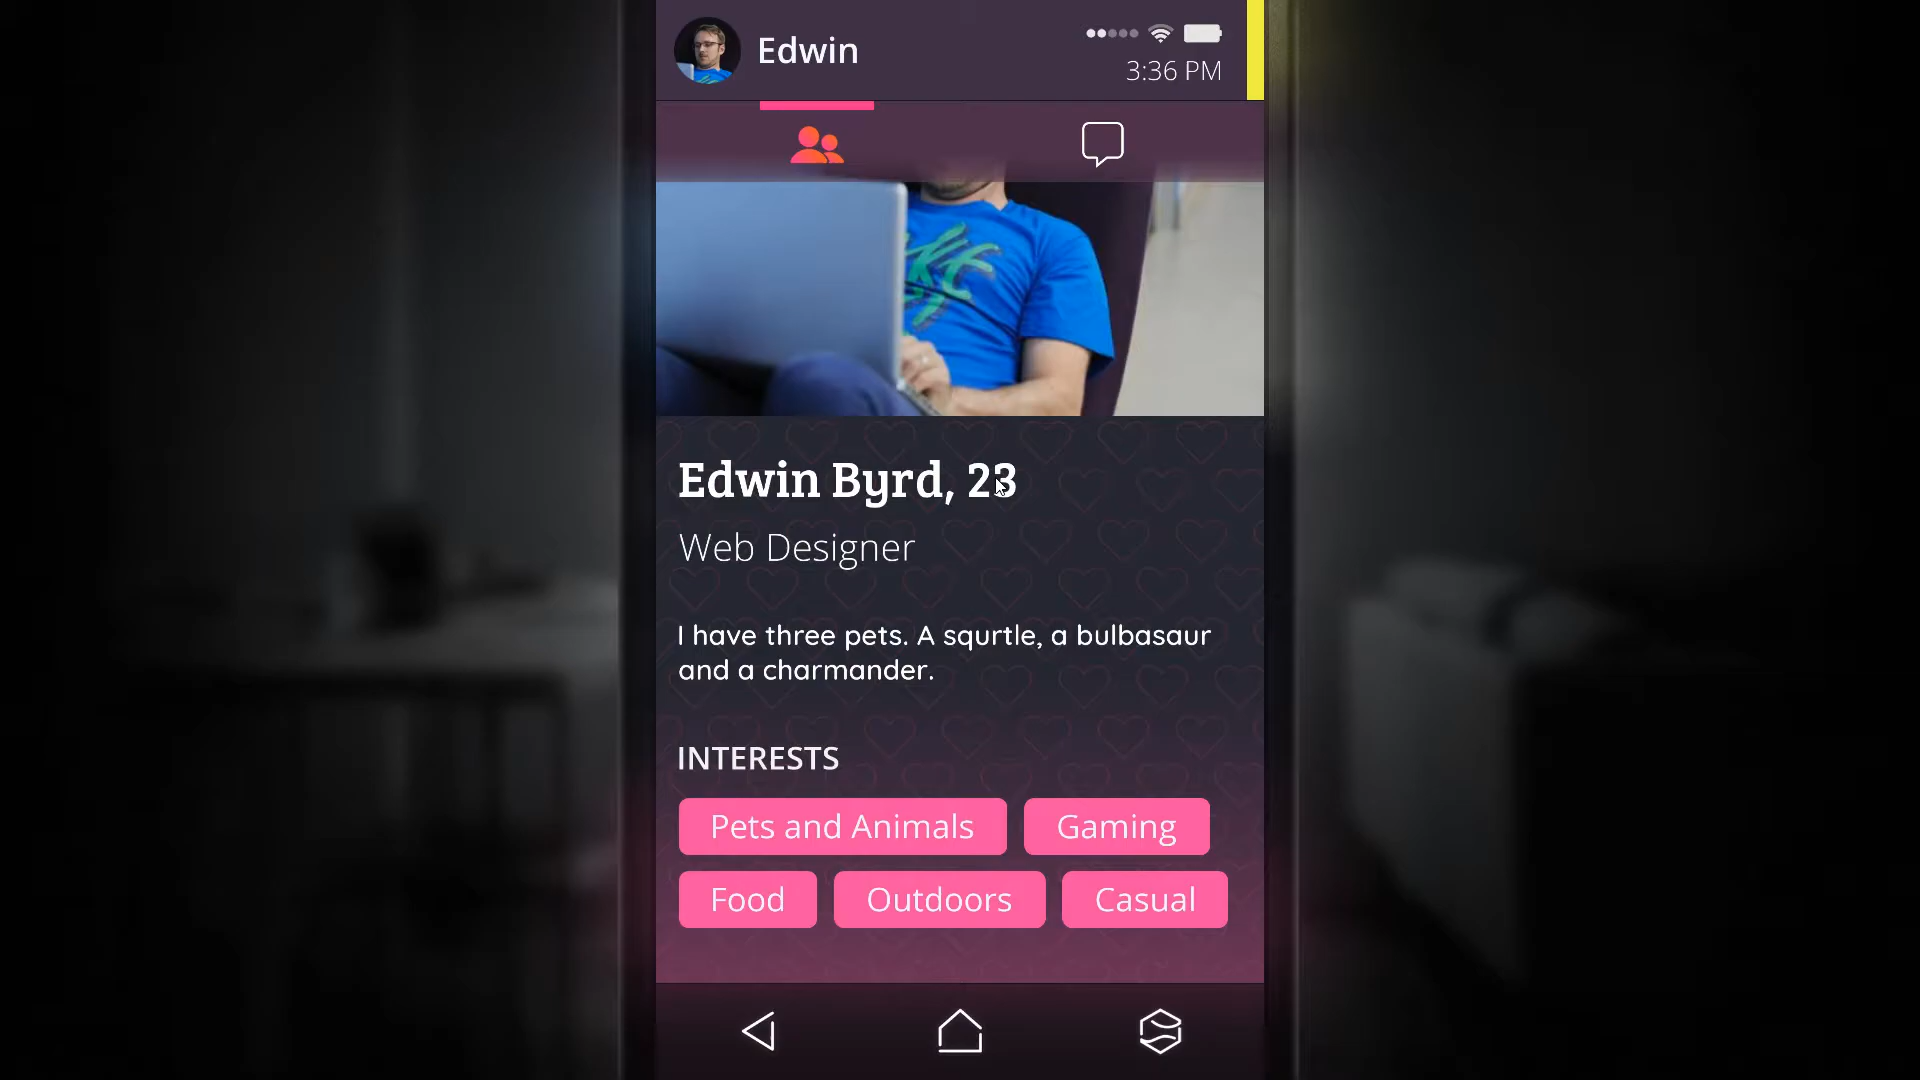 Edwin
3:36 PM
Edwin Byrd, 23
Web Designer
I have three pets. A squrtle, a bulbasaur
and a charmander.
INTERESTS
Pets and Animals
Gaming
Food
Outdoors
Casual